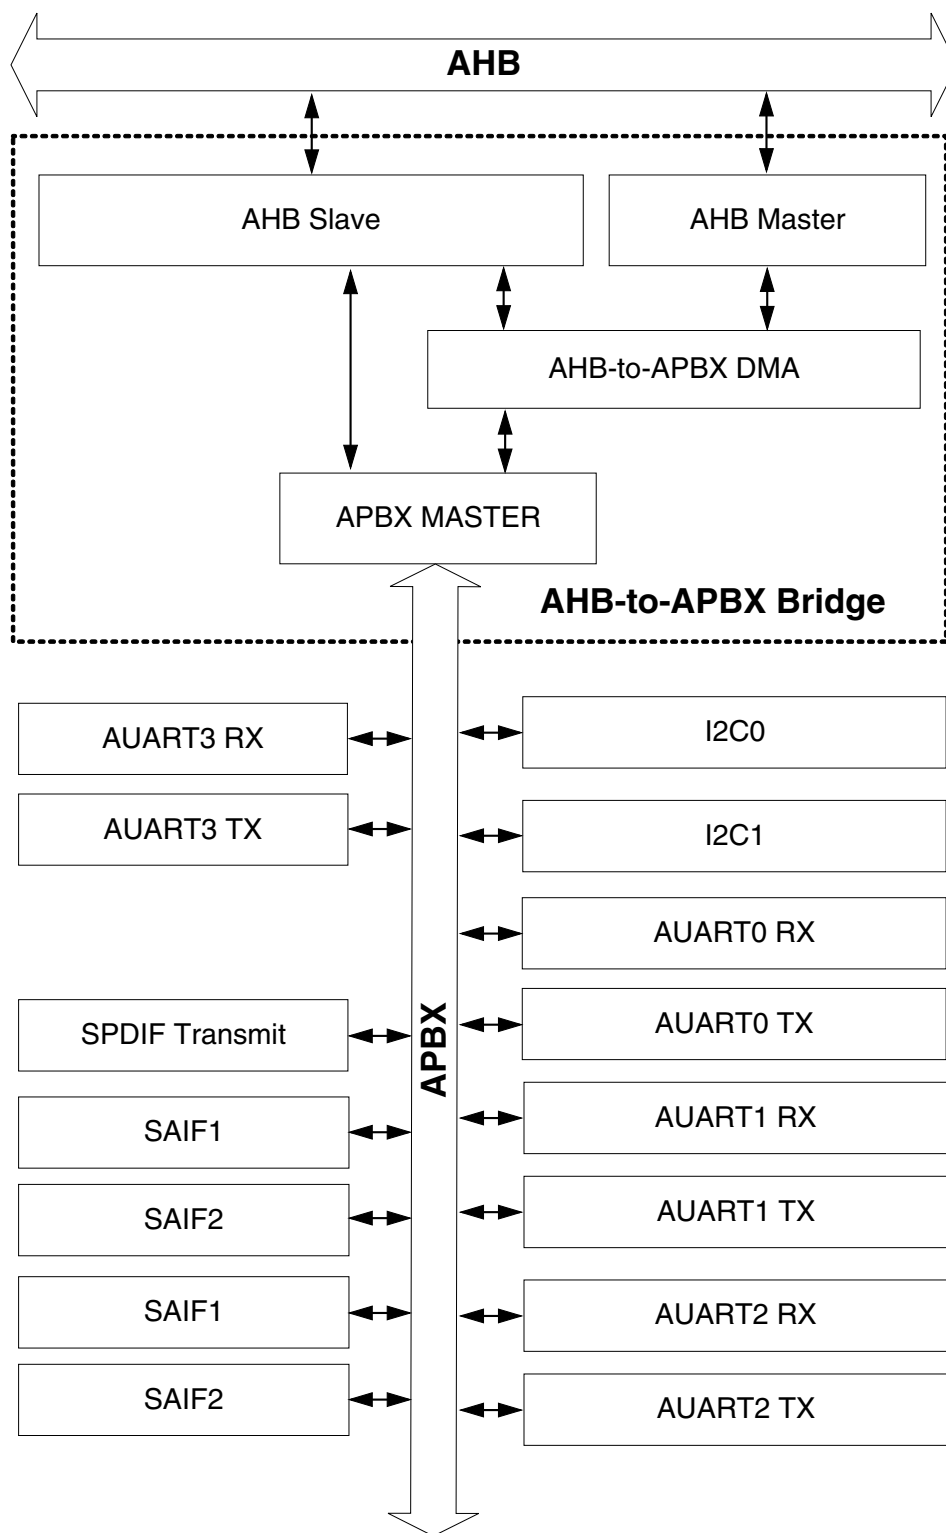 AHB
AHB Slave
AHB Master
AHB-to-APBX DMA
APBX MASTER
AHB-to-APBX Bridge
AUART3 RX
I2C0
AUART3 TX
I2C1
AUART0 RX
SPDIF Transmit
AUART0 TX
APBX
SAIF1
AUART1 RX
SAIF2
AUART1 TX
SAIF1
AUART2 RX
SAIF2
AUART2 TX